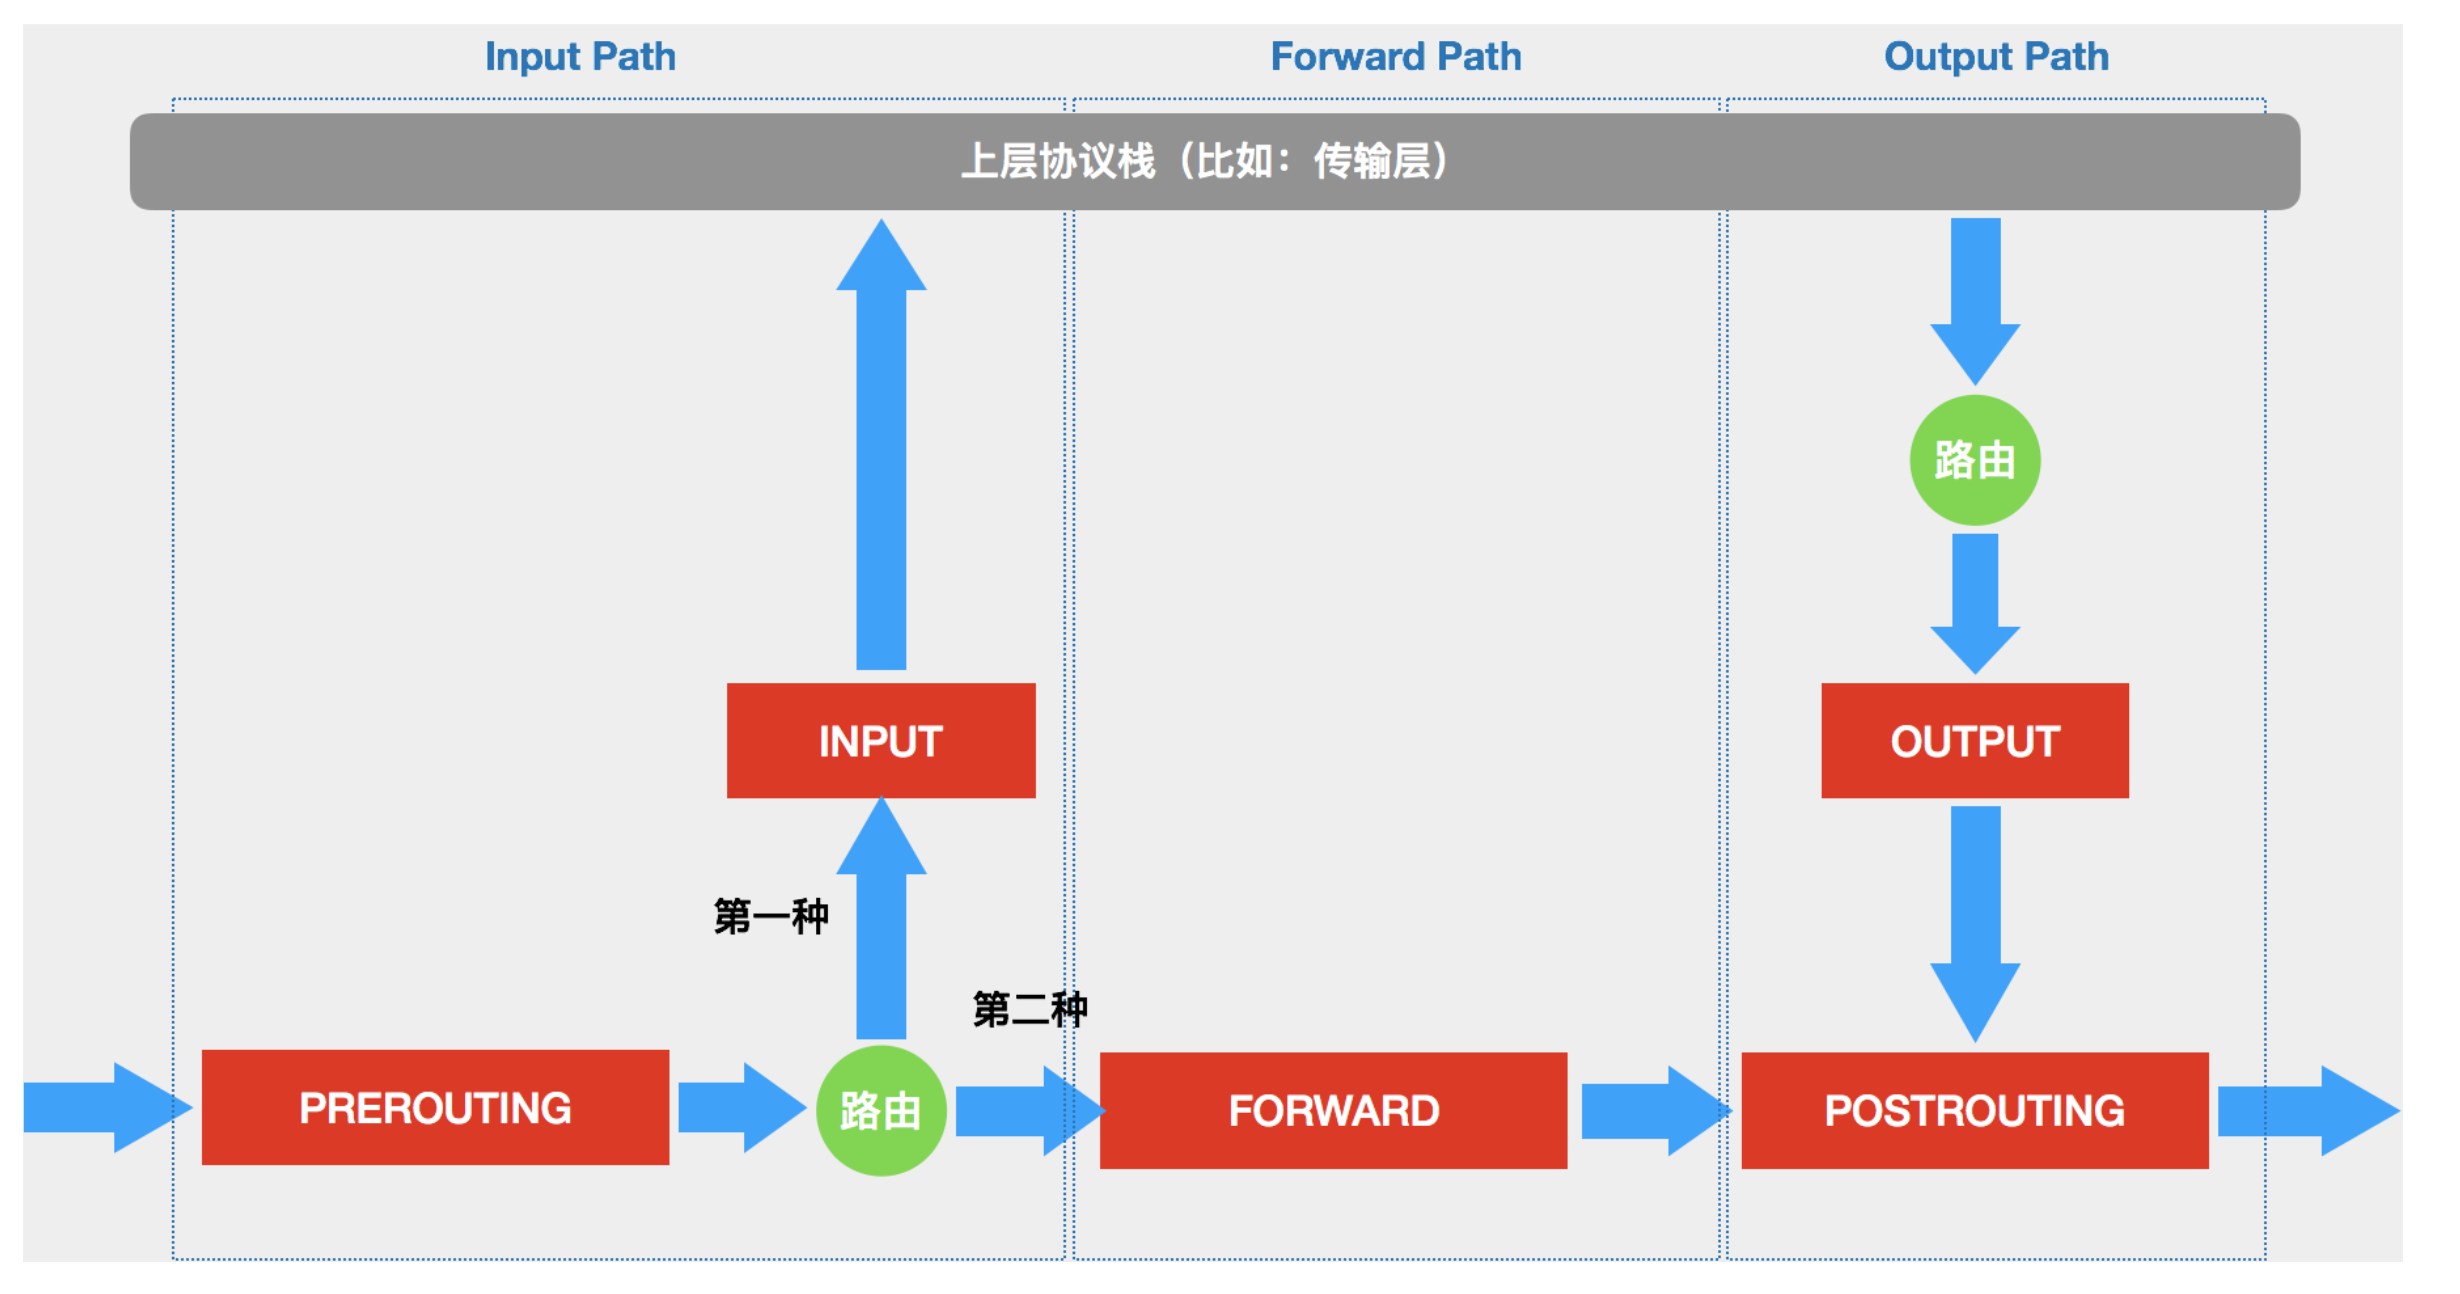 Input Path
Forward Path
Output Path
上层协议栈（比如：传输层）
路由
INPUT
OUTPUT
第一种
第二种
PREROUTING
路由
FORWARD
POSTROUTING